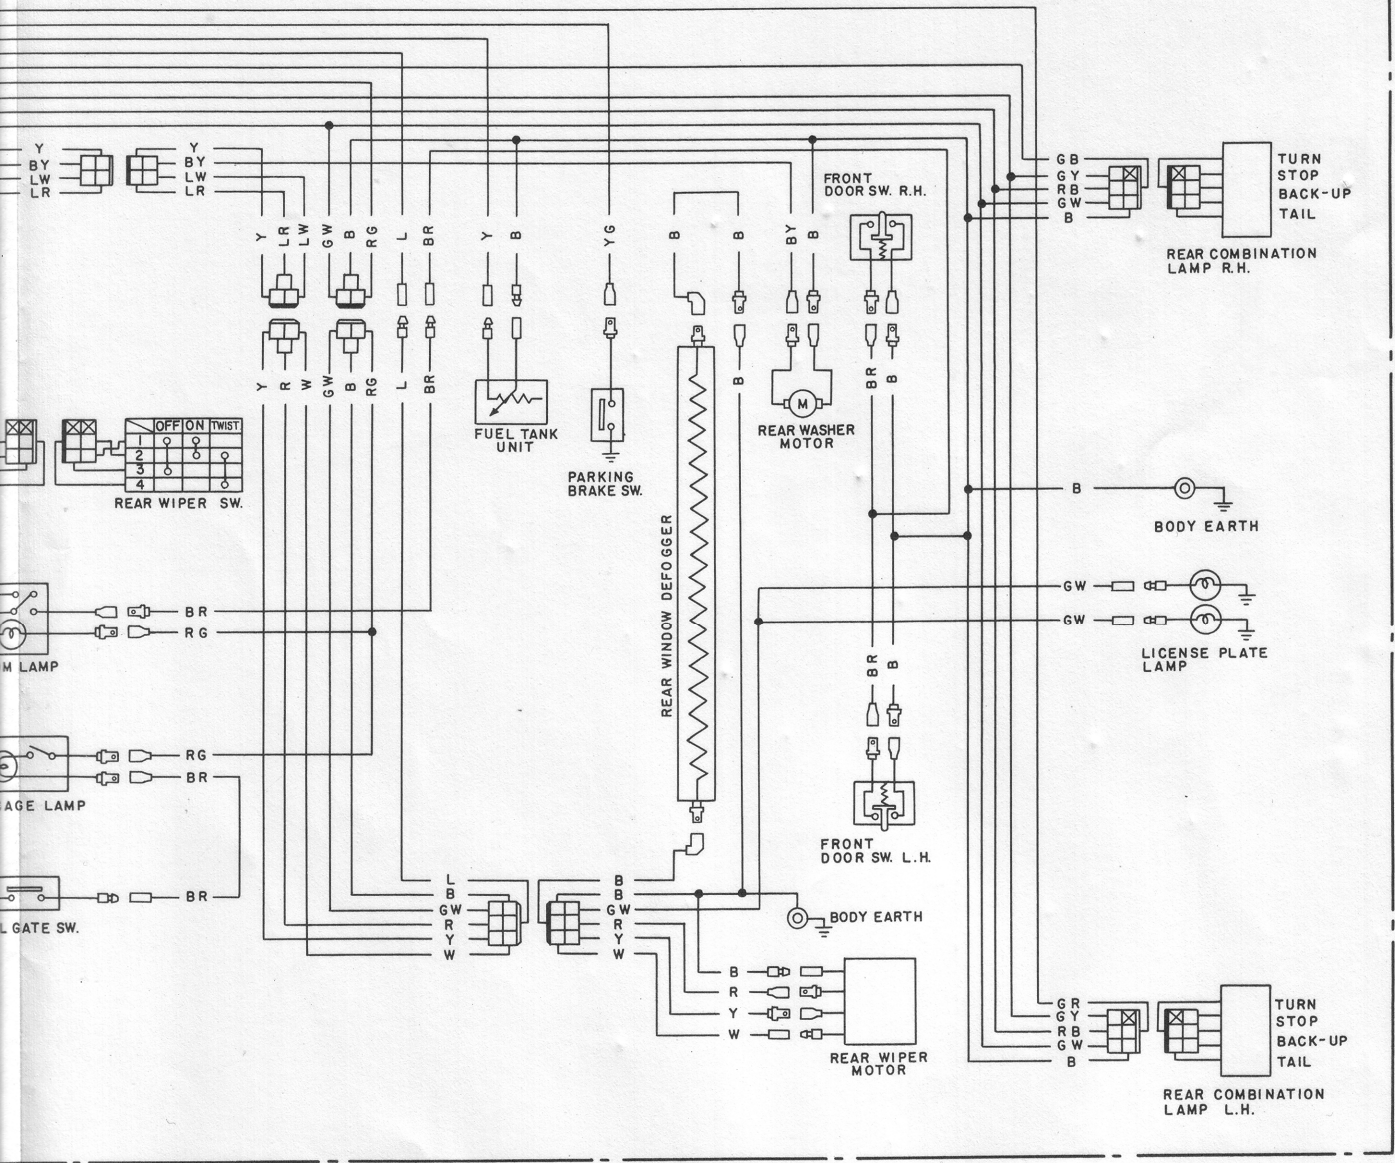 Y Y
BY BY
LW LW
LR LR
Y LR LW GW B RG L BR Y B YG B B BY B
FRONT
DOOR SW. R.H.
GB
GY
RB
GW
B
TURN
STOP
BACK-UP
TAIL
REAR COMBINATION
LAMP R.H.
Y R W GW B RG L BR B BR B
M
FUEL TANK
UNIT
REAR WASHER
MOTOR
PARKING
BRAKE SW.
OFF ON TWIST
1
2
3
4
REAR WIPER SW.
REAR WINDOW DEFOGGER
B
BODY EARTH
GW
GW
LICENSE PLATE
LAMP
BR
RG
M LAMP
BR B
RG
BR
AGE LAMP
FRONT
DOOR SW. L.H.
BR
L GATE SW.
L B
B B
GW GW
R R
Y Y
W W
BODY EARTH
B
R
Y
W
REAR WIPER
MOTOR
GR
GY
RB
GW
B
TURN
STOP
BACK-UP
TAIL
REAR COMBINATION
LAMP L.H.